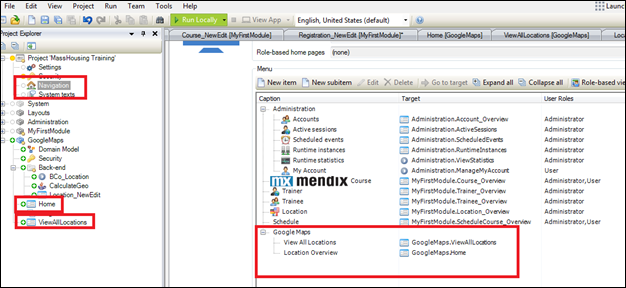 File Edit View Project Run Team Tools Help
Launc
Run Locally View App English, United States (default)
Project Explorer
Course_NewEdit [MyFirstModule] Registration_NewEdit [MyFirstModule]* Home [GoogleMaps] ViewAllLocations [GoogleMaps] Loca
Role-based home pages (none)
Menu
New item New subitem Edit Delete Go to target Expand all Collapse all Role-based vie
Caption Target User Roles
Project 'MassHousing Training'
Settings
Security
Navigation
System texts
System
Layouts
Administration
MyFirstModule
GoogleMaps
Domain Model
Security
Back-end
BCo_Location
CalculateGeo
Location_NewEdit
Home
ViewAllLocations
Administration
Accounts Administration.Account_Overview Administrator
Active sessions Administration.ActiveSessions Administrator
Scheduled events Administration.ScheduledEvents Administrator
Runtime instances Administration.RuntimeInstances Administrator
Runtime statistics Administration.ViewStatistics Administrator
My Account Administration.ManageMyAccount User
mx mendix Course MyFirstModule.Course_Overview Administrator,User
Trainer MyFirstModule.Trainer_Overview Administrator
Trainee MyFirstModule.Trainee_Overview Administrator
Location MyFirstModule.Location_Overview Administrator
Schedule MyFirstModule.ScheduleCourse_Overview Administrator,User
Google Maps
View All Locations GoogleMaps.ViewAllLocations
Location Overview GoogleMaps.Home